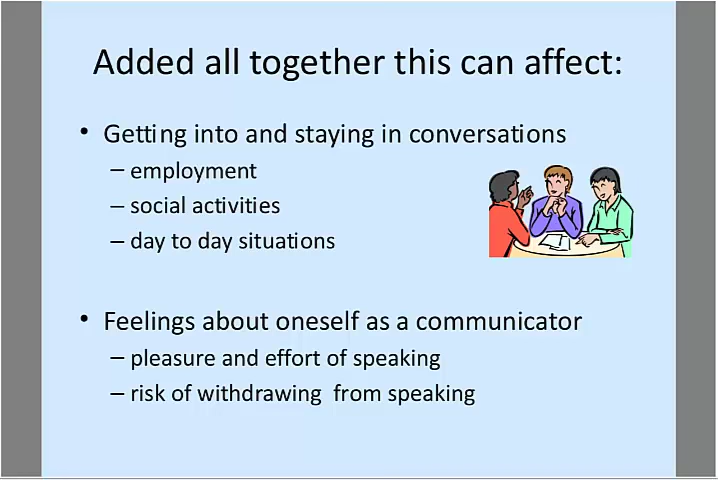 Added all together this can affect:
• Getting into and staying in conversations
– employment
– social activities
– day to day situations
• Feelings about oneself as a communicator
– pleasure and effort of speaking
– risk of withdrawing  from speaking